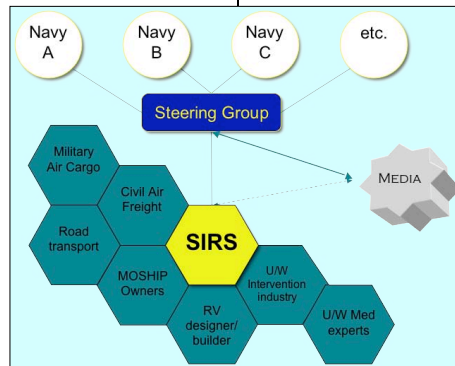 Navy
A
Navy
B
Navy
C
etc.
Steering Group
Military
Air Cargo
Civil Air
Freight
MEDIA
Road
transport
SIRS
MOSHIP
Owners
U/W
Intervention
industry
RV
designer/
builder
U/W Med
experts